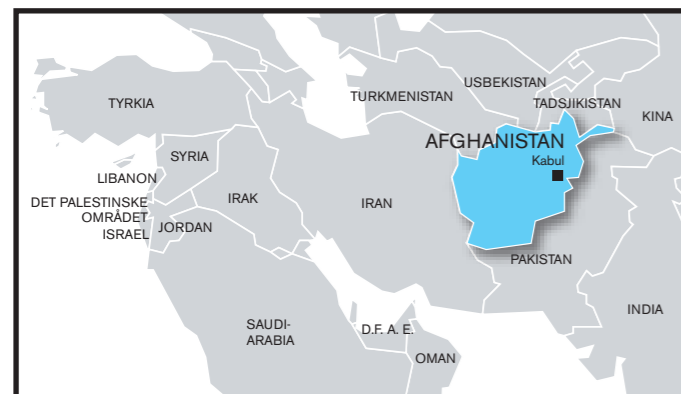 USBEKISTAN
TYRKIA
TURKMENISTAN
TADSJIKISTAN
KINA
AFGHANISTAN
Kabul
SYRIA
LIBANON
IRAK
IRAN
DET PALESTINSKE
OMRÅDET
ISRAEL
JORDAN
PAKISTAN
INDIA
SAUDI-
ARABIA
D.F. A. E.
OMAN